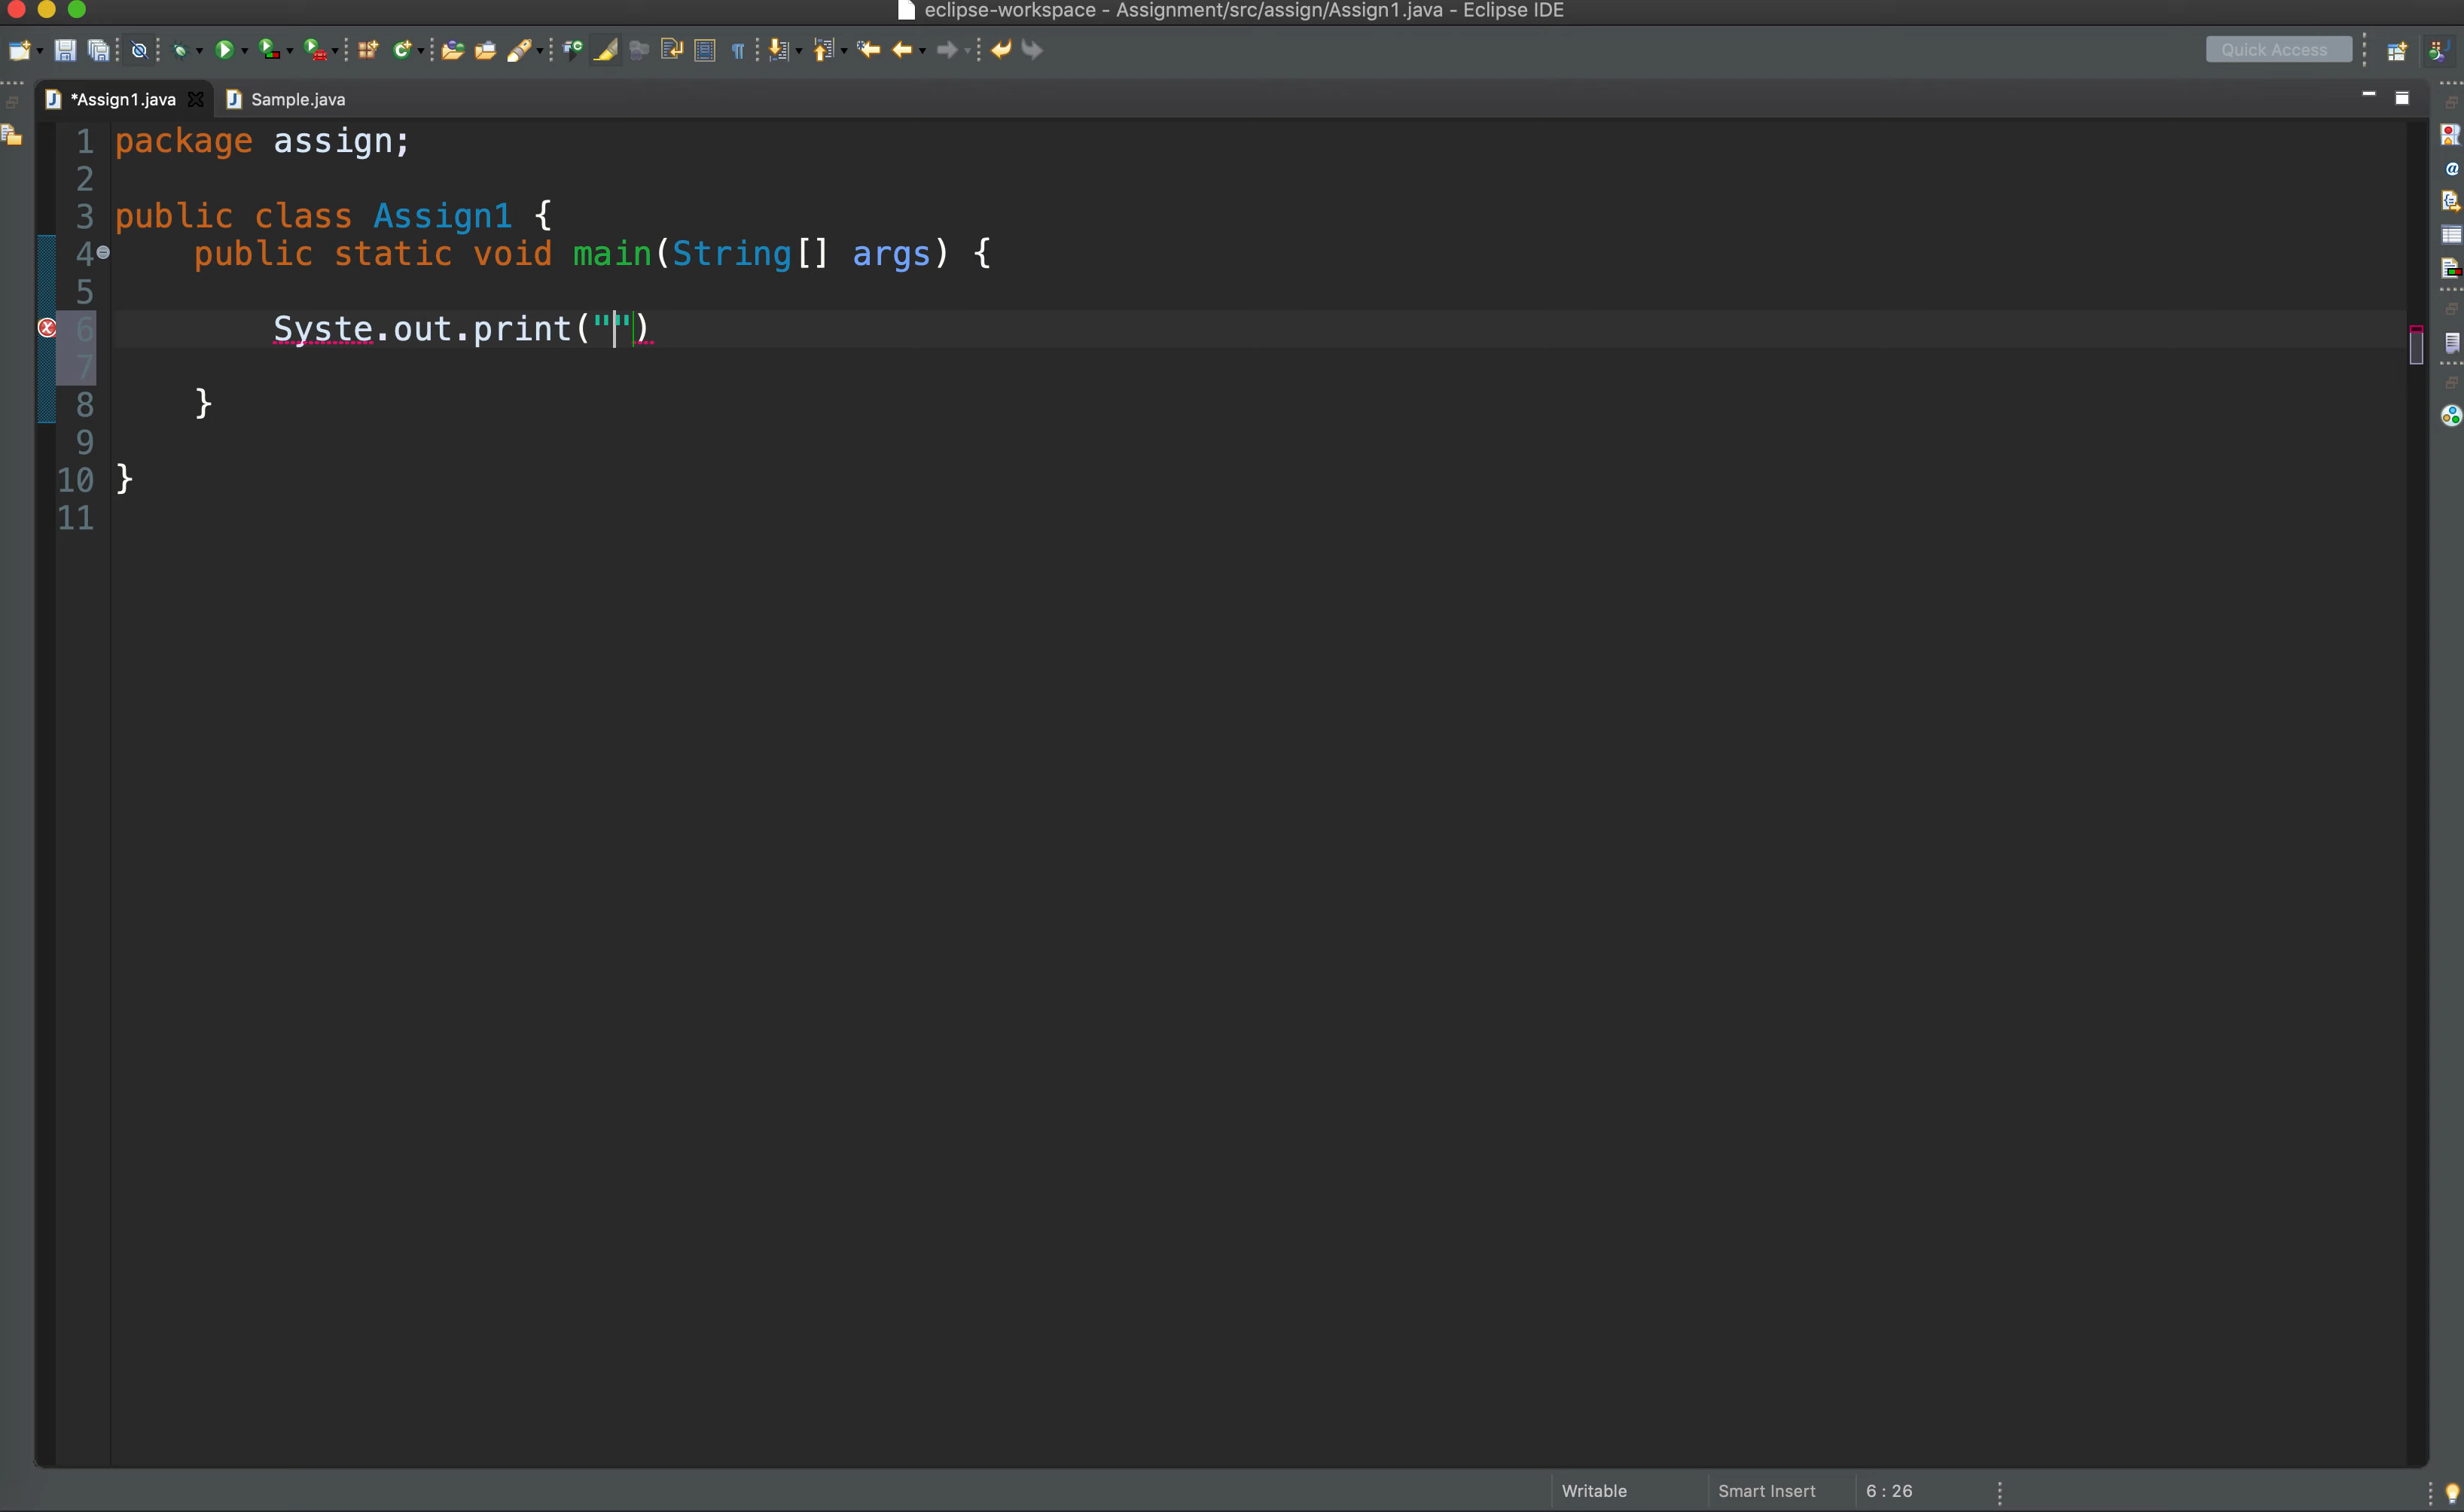 eclipse-workspace - Assignment/src/assign/Assign1.java - Eclipse IDE
Quick Access
*Assign1.java Sample.java
1 package assign;
2
3 public class Assign1 {
4 public static void main(String[] args) {
5
6 Syste.out.print("")
7
8 }
9
10 }
11
Writable Smart Insert 6 : 26